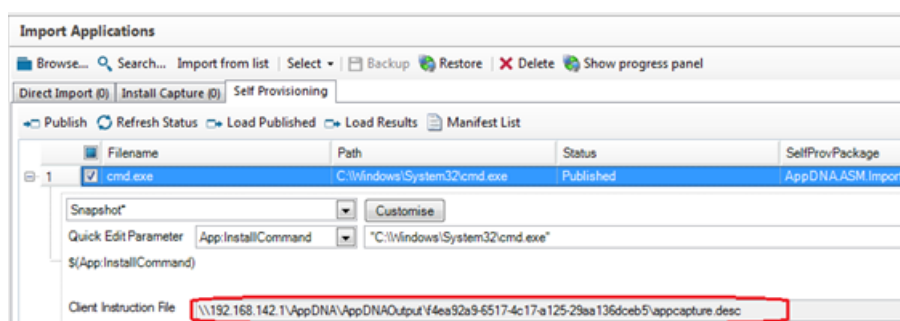 Import Applications
Browse... Search... Import from list Select Backup Restore Delete Show progress panel
Direct Import (0) Install Capture (0) Self Provisioning
Publish Refresh Status Load Published Load Results Manifest List
Filename Path Status SelfProvPackage
1 cmd.exe C:\Windows\System32\cmd.exe Published AppDNA.ASM.Impor
Snapshot* Customise
Quick Edit Parameter App:InstallCommand "C:\Windows\System32\cmd.exe"
$(App:InstallCommand)
Client Instruction File \\192.168.142.1\AppDNA\AppDNAOutput\f4ea92a9-6517-4c17-a125-29aa136dceb5\appcapture.desc